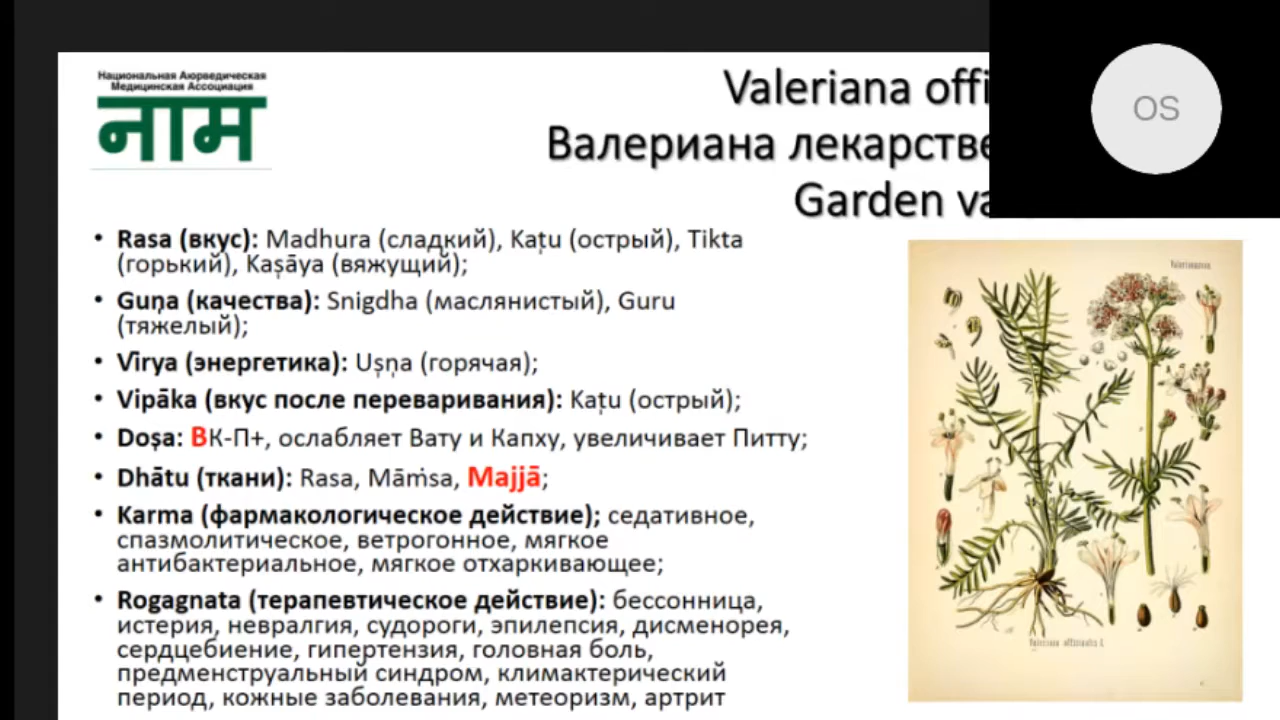 Национальная Аюрведическая
Медицинская Ассоциация
नाम
Valeriana offi
Валериана лекарстве
Garden va
OS
• Rasa (вкус): Madhura (сладкий), Kaṭu (острый), Tikta
(горький), Kaṣāya (вяжущий);
• Guṇa (качества): Snigdha (маслянистый), Guru
(тяжелый);
• Vīrya (энергетика): Uṣṇa (горячая);
• Vipāka (вкус после переваривания): Kaṭu (острый);
• Doṣa: ВК-П+, ослабляет Вату и Капху, увеличивает Питту;
• Dhātu (ткани): Rasa, Māṁsa, Majjā;
• Karma (фармакологическое действие); седативное,
спазмолитическое, ветрогонное, мягкое
антибактериальное, мягкое отхаркивающее;
• Rogagnata (терапевтическое действие): бессонница,
истерия, невралгия, судороги, эпилепсия, дисменорея,
сердцебиение, гипертензия, головная боль,
предменструальный синдром, климактерический
период, кожные заболевания, метеоризм, артрит
Valeriana officinalis L